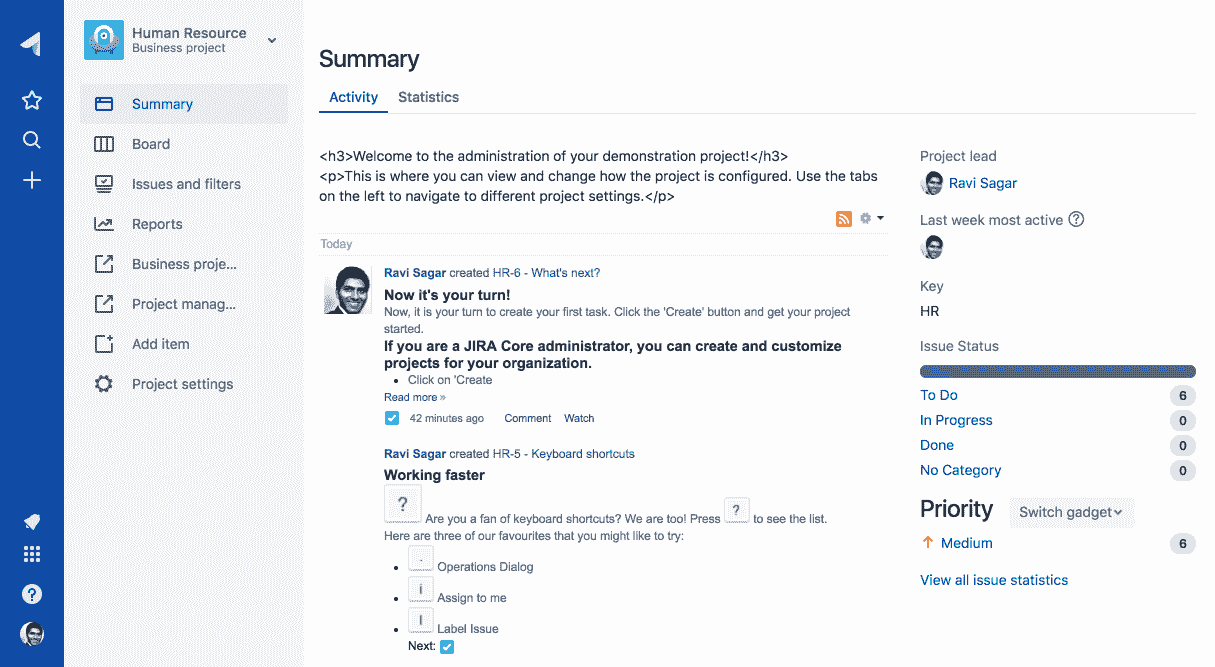 Human Resource
Business project
Summary
Board
Issues and filters
Reports
Business proje...
Project manag...
Add item
Project settings
Summary
Activity Statistics
<h3>Welcome to the administration of your demonstration project!</h3>
<p>This is where you can view and change how the project is configured. Use the tabs
on the left to navigate to different project settings.</p>
Today
Ravi Sagar created HR-6 - What's next?
Now it's your turn!
Now, it is your turn to create your first task. Click the 'Create' button and get your project
started.
If you are a JIRA Core administrator, you can create and customize
projects for your organization.
• Click on 'Create
Read more »
42 minutes ago Comment Watch
Ravi Sagar created HR-5 - Keyboard shortcuts
Working faster
? Are you a fan of keyboard shortcuts? We are too! Press ? to see the list.
Here are three of our favourites that you might like to try:
• . Operations Dialog
• i Assign to me
• l Label Issue
Next:
Project lead
Ravi Sagar
Last week most active ?
Key
HR
Issue Status
To Do 6
In Progress 0
Done 0
No Category 0
Priority Switch gadget
Medium 6
View all issue statistics